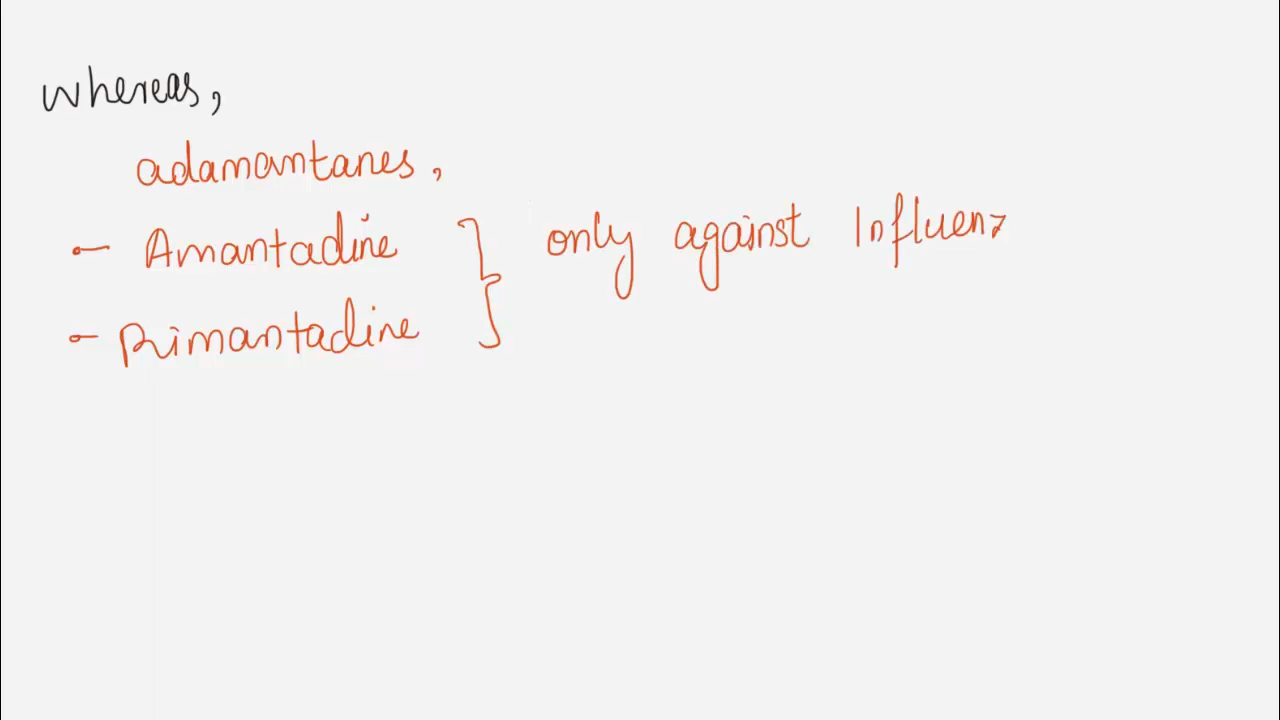 whereas,
adamantanes,
- Amantadine } only against Influenz
- Rimantadine